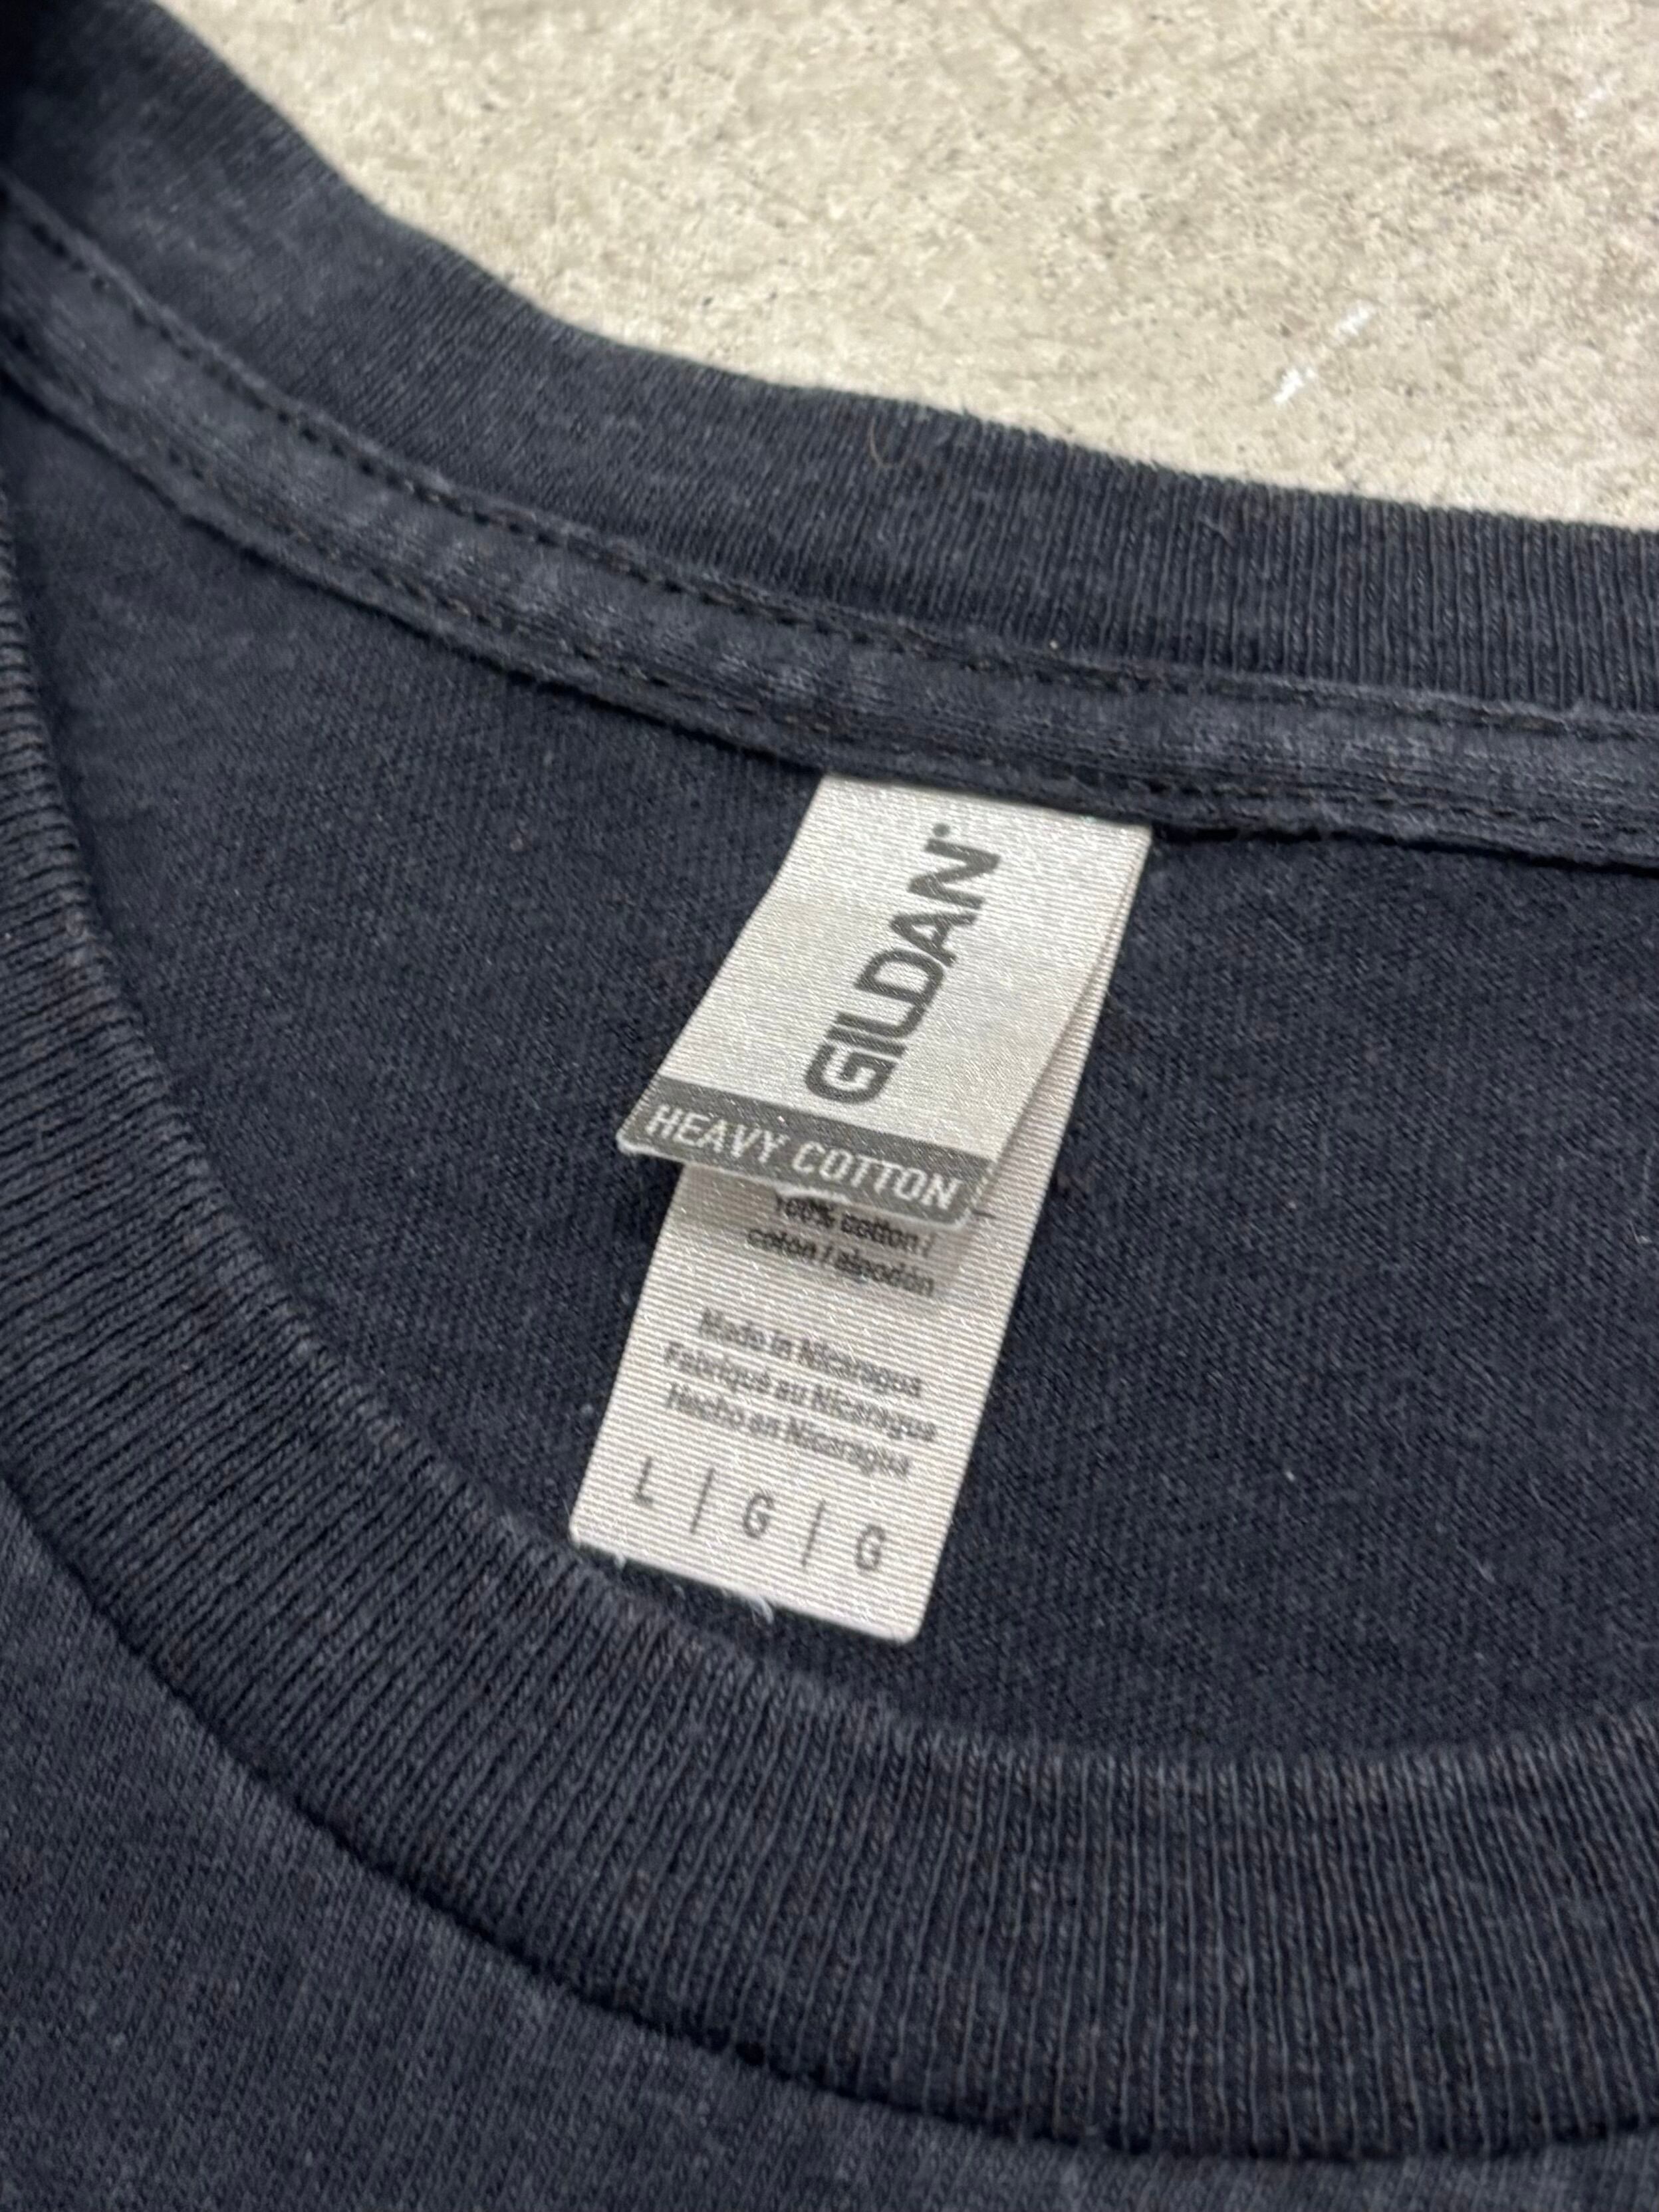 GILDAN®
HEAVY COTTON
100% cotton /
coton / algodón
Made in Nicaragua
Fabriqué au Nicaragua
Hecho en Nicaragua
L | G | G